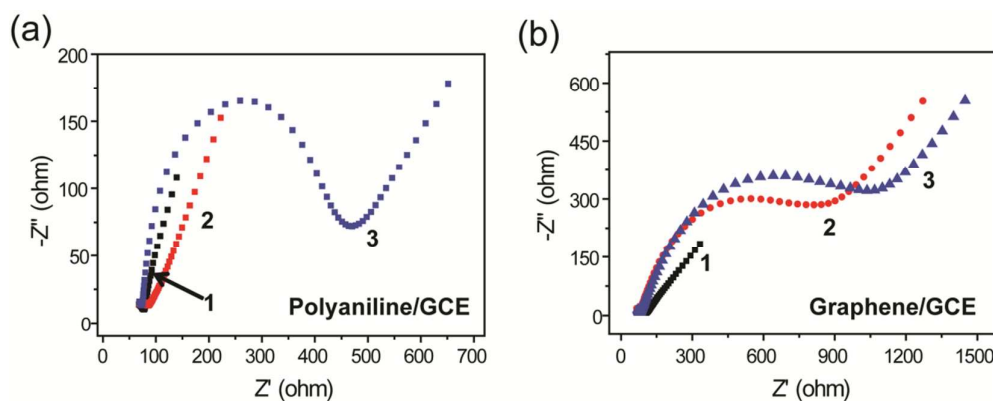 (a)
200
150
100
50
0
-Z" (ohm)
1
2
3
Polyaniline/GCE
0 100 200 300 400 500 600 700
Z' (ohm)
(b)
600
450
300
150
0
-Z" (ohm)
1
2
3
Graphene/GCE
0 300 600 900 1200 1500
Z' (ohm)